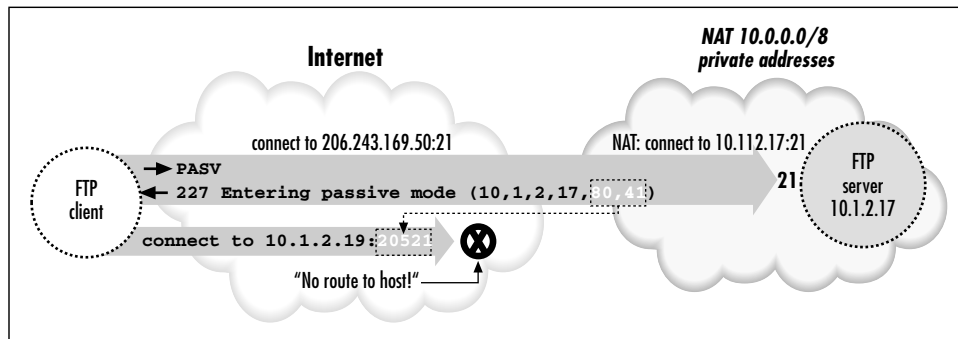 NAT 10.0.0.0/8
private addresses
Internet
connect to 206.243.169.50:21
NAT: connect to 10.112.17:21
PASV
227 Entering passive mode (10,1,2,17,80,41)
FTP
client
21
FTP
server
10.1.2.17
connect to 10.1.2.19:20521
X
“No route to host!“